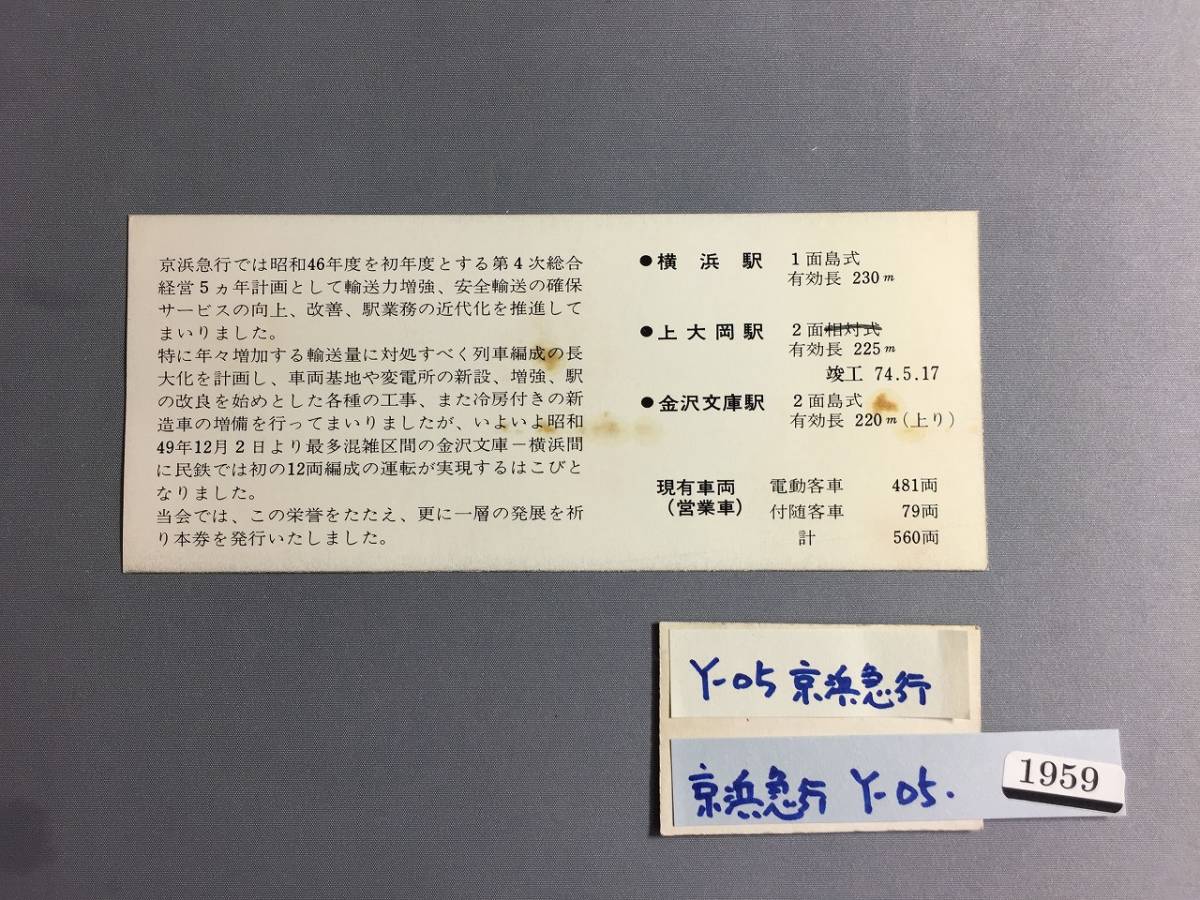 京浜急行では昭和46年度を初年度とする第4次総合
経営5ヵ年計画として輸送力増強、安全輸送の確保
サービスの向上、改善、駅業務の近代化を推進して
まいりました。
特に年々増加する輸送量に対処すべく列車編成の長
大化を計画し、車両基地や変電所の新設、増強、駅
の改良を始めとした各種の工事、また冷房付きの新
造車の増備を行ってまいりましたが、いよいよ昭和
49年12月2日より最多混雑区間の金沢文庫−横浜間
に民鉄では初の12両編成の運転が実現するはこびと
なりました。
当会では、この栄誉をたたえ、更に一層の発展を祈
り本券を発行いたしました。
●横浜駅 1面島式
有効長 230m
●上大岡駅 2面相対式
有効長 225m
竣工 74.5.17
●金沢文庫駅 2面島式
有効長 220m(上り)
現有車両 電動客車 481両
(営業車) 付随客車 79両
計 560両
Y-05 京浜急行
京浜急行 Y-05.
1959